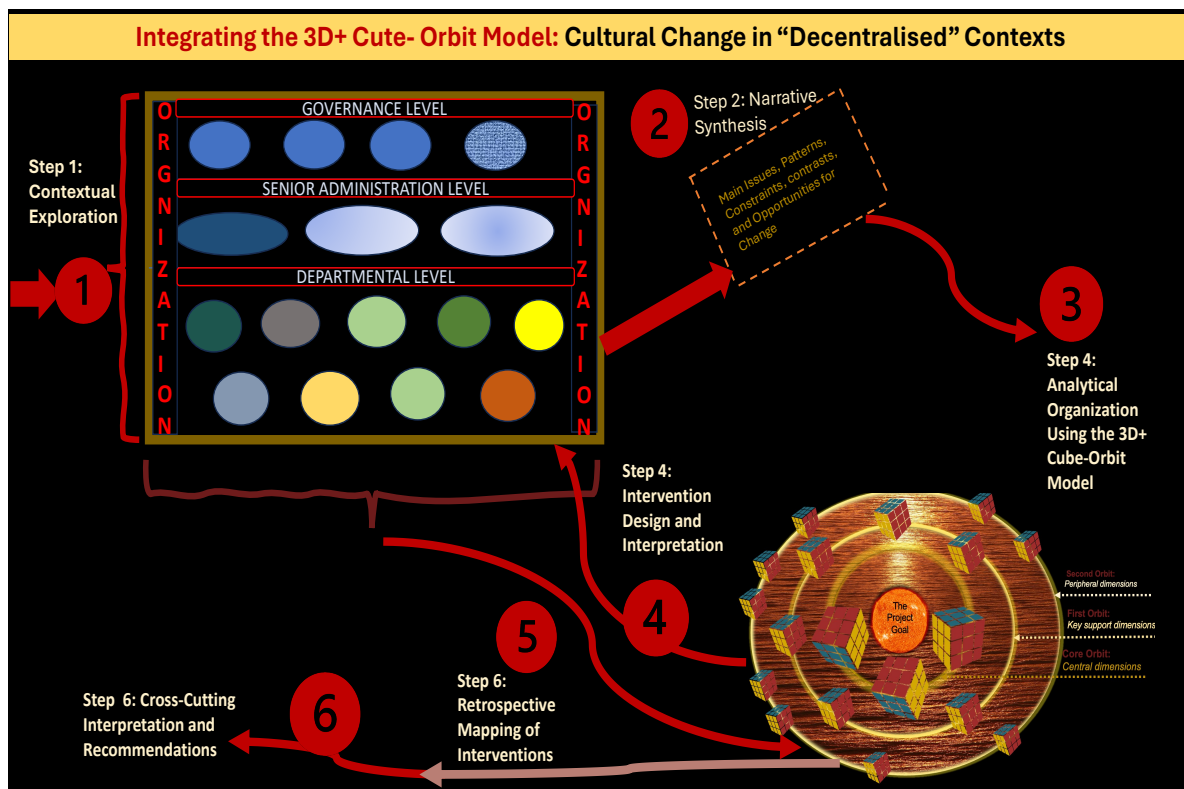 Integrating the 3D+ Cute- Orbit Model: Cultural Change in “Decentralised” Contexts
Step 1:
Contextual
Exploration
1
ORGNIZATION
GOVERNANCE LEVEL
SENIOR ADMINISTRATION LEVEL
DEPARTMENTAL LEVEL
ORGNIZATION
2
Step 2: Narrative
Synthesis
Main Issues, Patterns,
Constraints, contrasts,
and Opportunities for
Change
3
Step 4:
Analytical
Organization
Using the 3D+
Cube-Orbit
Model
Step 4:
Intervention
Design and
Interpretation
4
The
Project
Goal
Second Orbit:
Peripheral dimensions
First Orbit:
Key support dimensions
Core Orbit:
Central dimensions
5
Step 6:
Retrospective
Mapping of
Interventions
6
Step 6: Cross-Cutting
Interpretation and
Recommendations